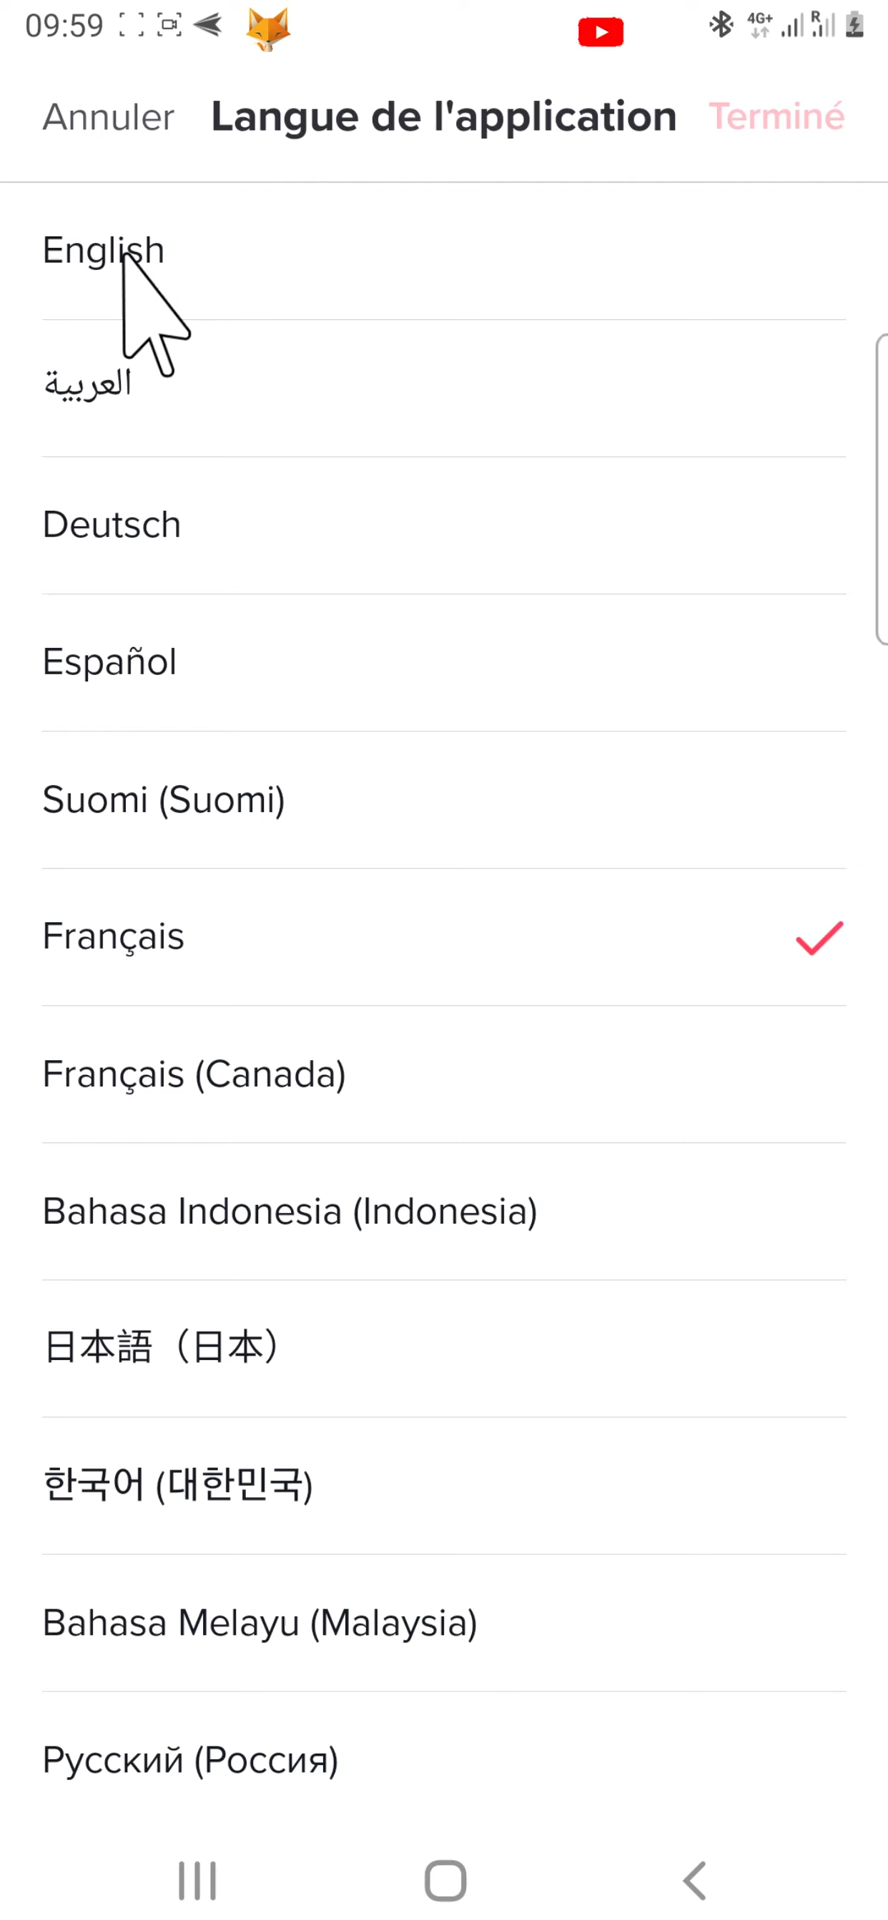 09:59
4G+
R
Annuler Langue de l'application Terminé
English
العربية
Deutsch
Español
Suomi (Suomi)
Français
Français (Canada)
Bahasa Indonesia (Indonesia)
日本語（日本）
한국어 (대한민국)
Bahasa Melayu (Malaysia)
Русский (Россия)